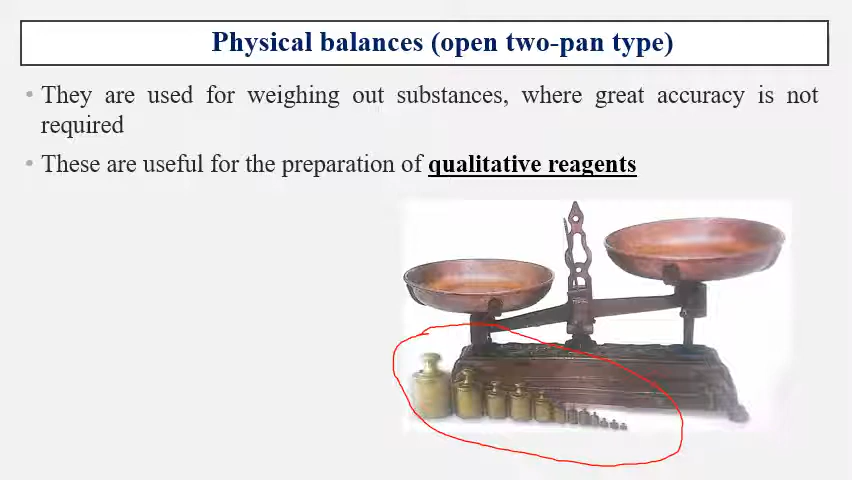 Physical balances (open two-pan type)
• They are used for weighing out substances, where great accuracy is not
required
• These are useful for the preparation of qualitative reagents